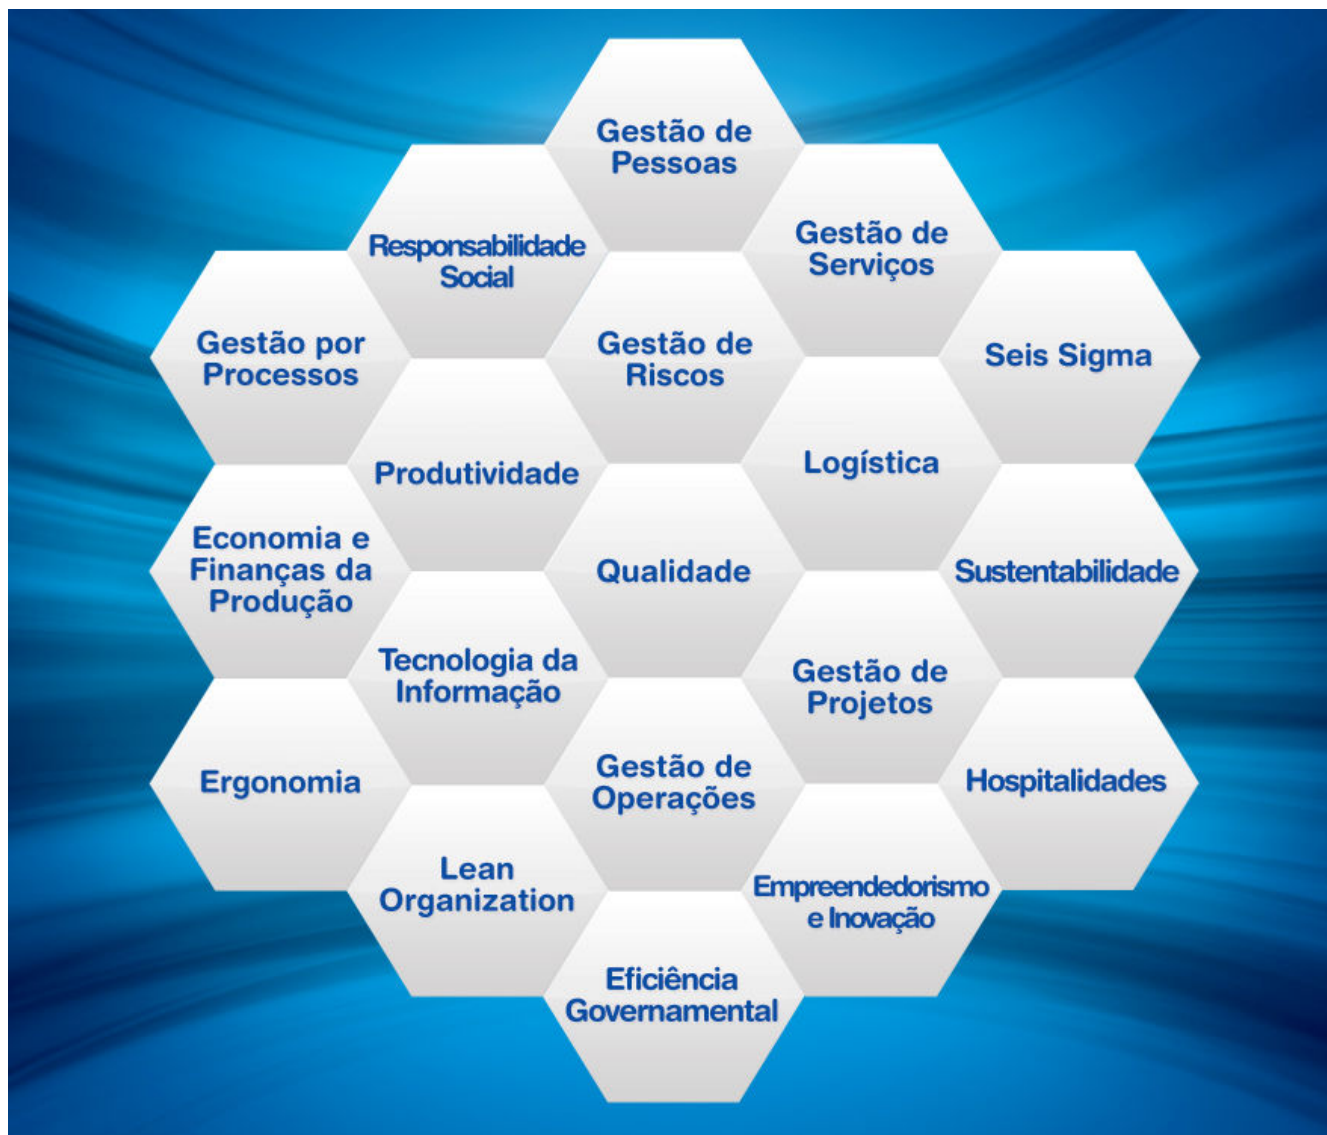 Gestão de
Pessoas
Responsabilidade
Social
Gestão de
Serviços
Gestão por
Processos
Gestão de
Riscos
Seis Sigma
Produtividade
Logística
Economia e
Finanças da
Produção
Qualidade
Sustentabilidade
Tecnologia da
Informação
Gestão de
Projetos
Ergonomia
Gestão de
Operações
Hospitalidades
Lean
Organization
Empreendedorismo
e Inovação
Eficiência
Governamental